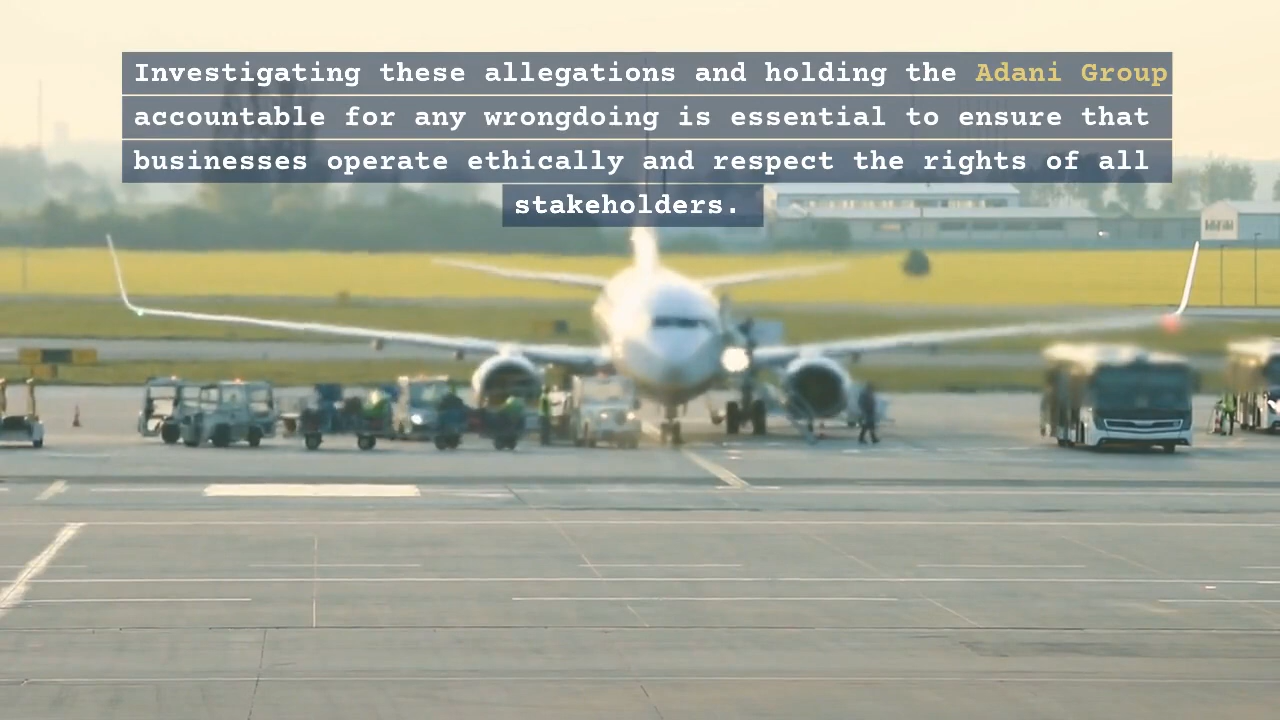 Investigating these allegations and holding the Adani Group
accountable for any wrongdoing is essential to ensure that
businesses operate ethically and respect the rights of all
stakeholders.